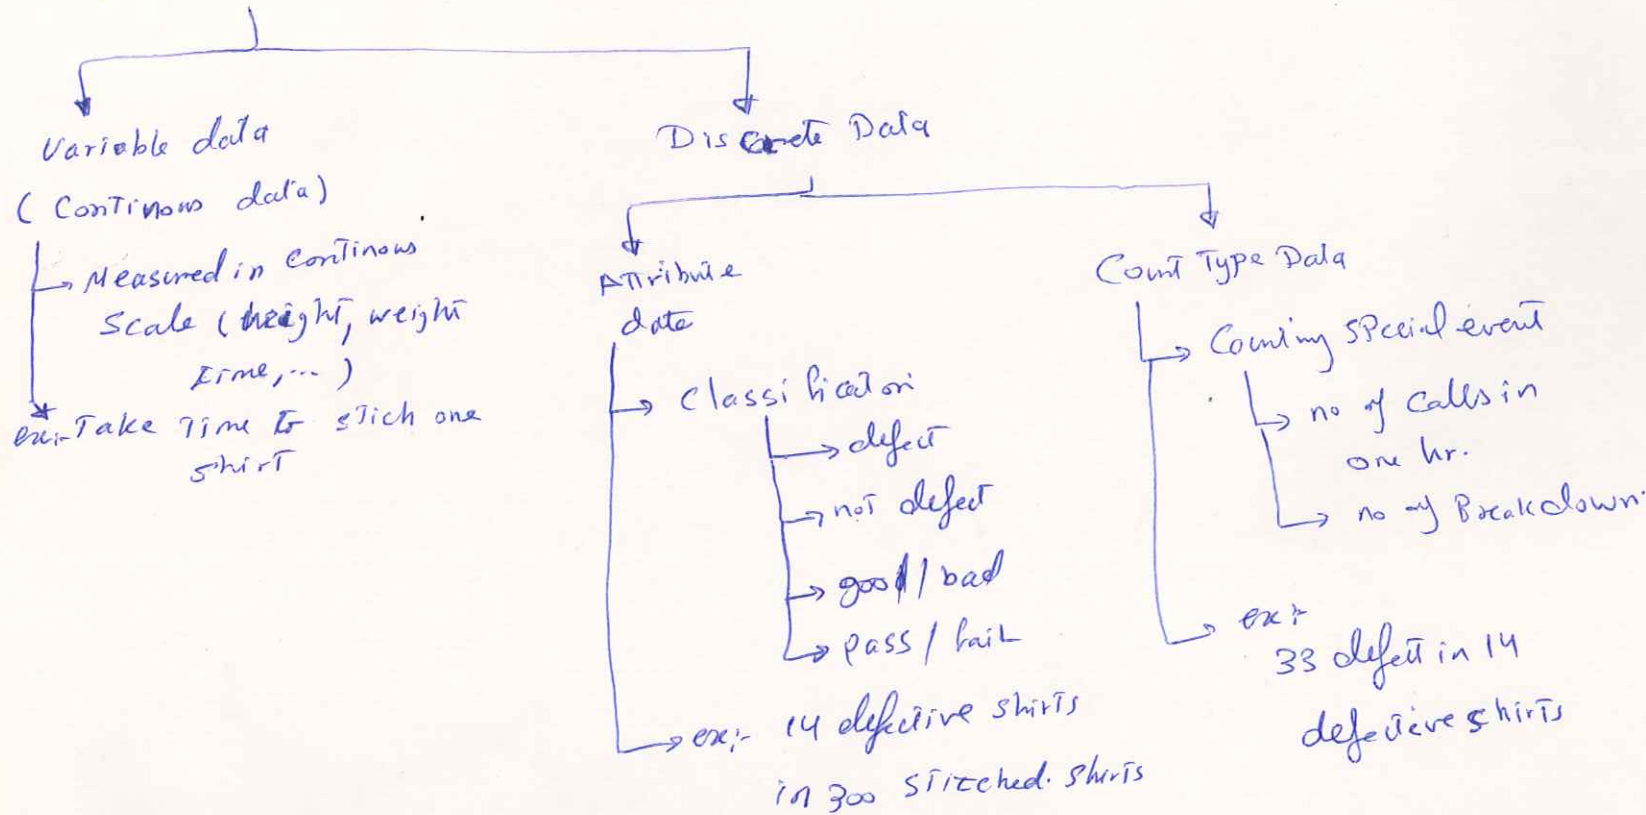 Variable data
(Continous data)
Measured in Continous
Scale (height, weight
time,...)
ex:- Take Time to stich one
shirt
Discrete Data
Attribute
date
Classification
defect
not defect
good / bad
pass / fail
ex:- 14 defective shirts
in 300 stitched. shirts
Count Type Data
Counting special event
no of calls in
one hr.
no of Breakdown.
ex:-
33 defett in 14
defective shirts